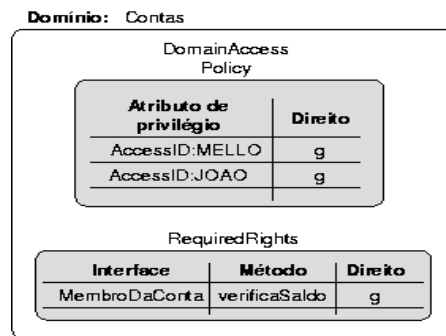 Domínio: Contas
DomainAccess
Policy
Atributo de privilégio Direito
AccessID:MELLO g
AccessID:JOAO g
RequiredRights
Interface Método Direito
MembroDaConta verificaSaldo g